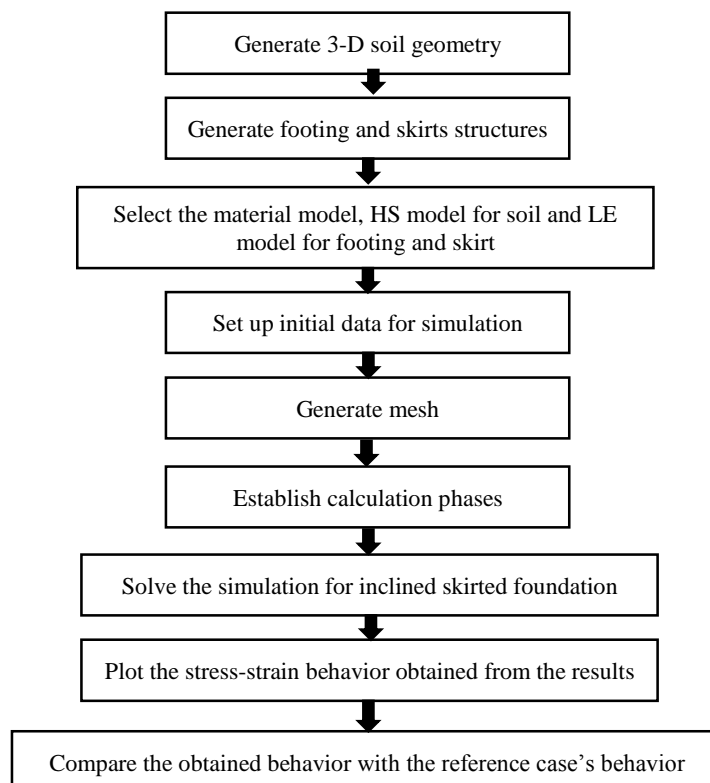 Generate 3-D soil geometry
Generate footing and skirts structures
Select the material model, HS model for soil and LE
model for footing and skirt
Set up initial data for simulation
Generate mesh
Establish calculation phases
Solve the simulation for inclined skirted foundation
Plot the stress-strain behavior obtained from the results
Compare the obtained behavior with the reference case's behavior